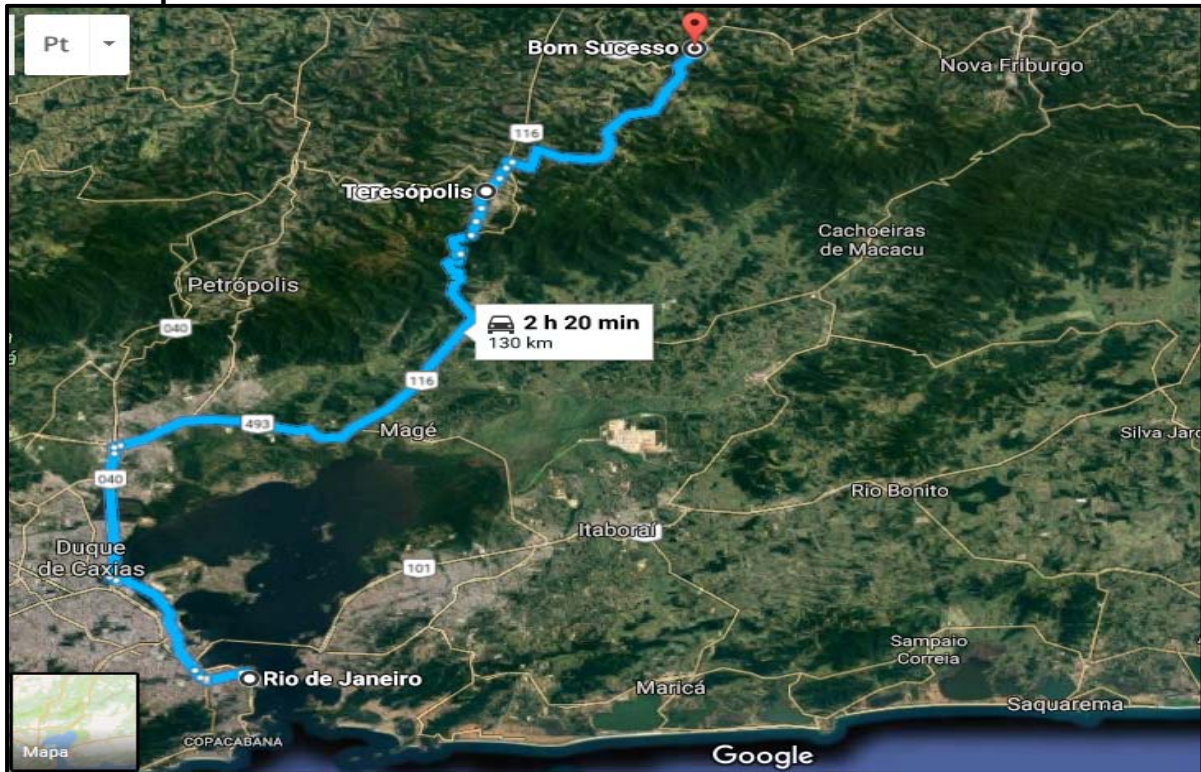 Pt
Bom Sucesso
Nova Friburgo
116
Teresópolis
Cachoeiras
de Macacu
Petrópolis
040
2 h 20 min
130 km
116
493
Magé
Silva Jard
040
Rio Bonito
Itaboraí
Duque
de Caxias
101
Sampaio
Correia
Rio de Janeiro
Maricá
Saquarema
Mapa
COPACABANA
Google